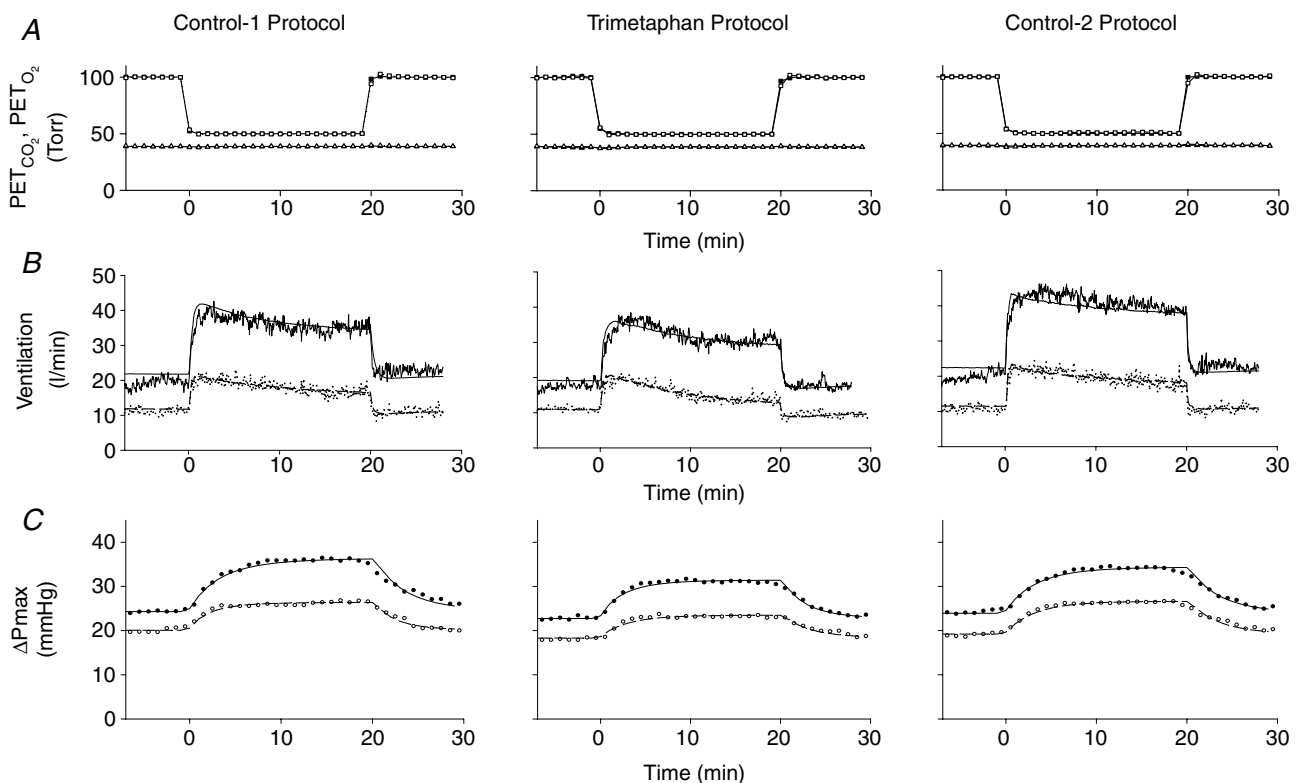 A
Control-1 Protocol
Trimetaphan Protocol
Control-2 Protocol
PET_CO₂, PET_O₂
(Torr)
100
50
0
0 10 20 30
0 10 20 30
0 10 20 30
Time (min)
B
Ventilation
(l/min)
50
40
30
20
10
0
0 10 20 30
0 10 20 30
0 10 20 30
Time (min)
C
ΔPmax
(mmHg)
40
30
20
10
0
0 10 20 30
0 10 20 30
0 10 20 30
Time (min)